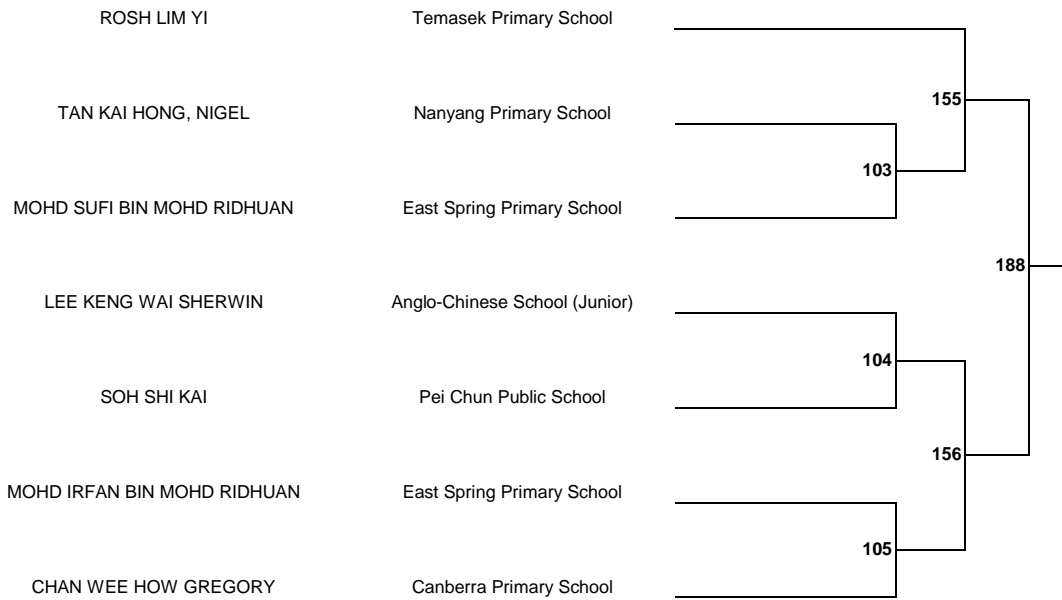 ROSH LIM YI Temasek Primary School
155
TAN KAI HONG, NIGEL Nanyang Primary School
103
MOHD SUFI BIN MOHD RIDHUAN East Spring Primary School
188
LEE KENG WAI SHERWIN Anglo-Chinese School (Junior)
104
SOH SHI KAI Pei Chun Public School
156
MOHD IRFAN BIN MOHD RIDHUAN East Spring Primary School
105
CHAN WEE HOW GREGORY Canberra Primary School